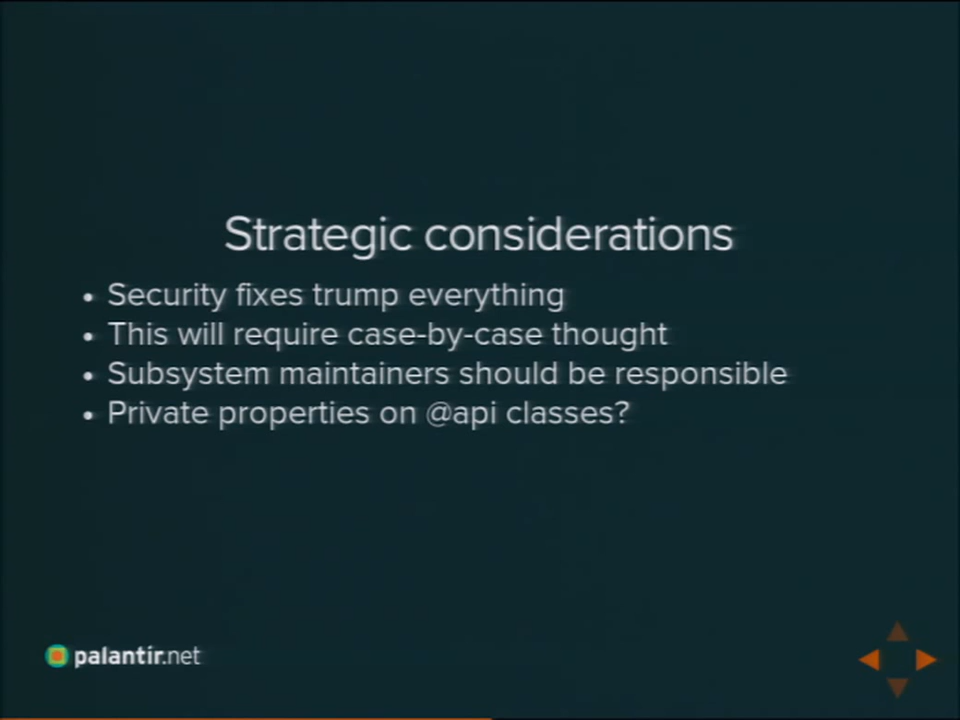 Strategic considerations
• Security fixes trump everything
• This will require case-by-case thought
• Subsystem maintainers should be responsible
• Private properties on @api classes?
palantir.net